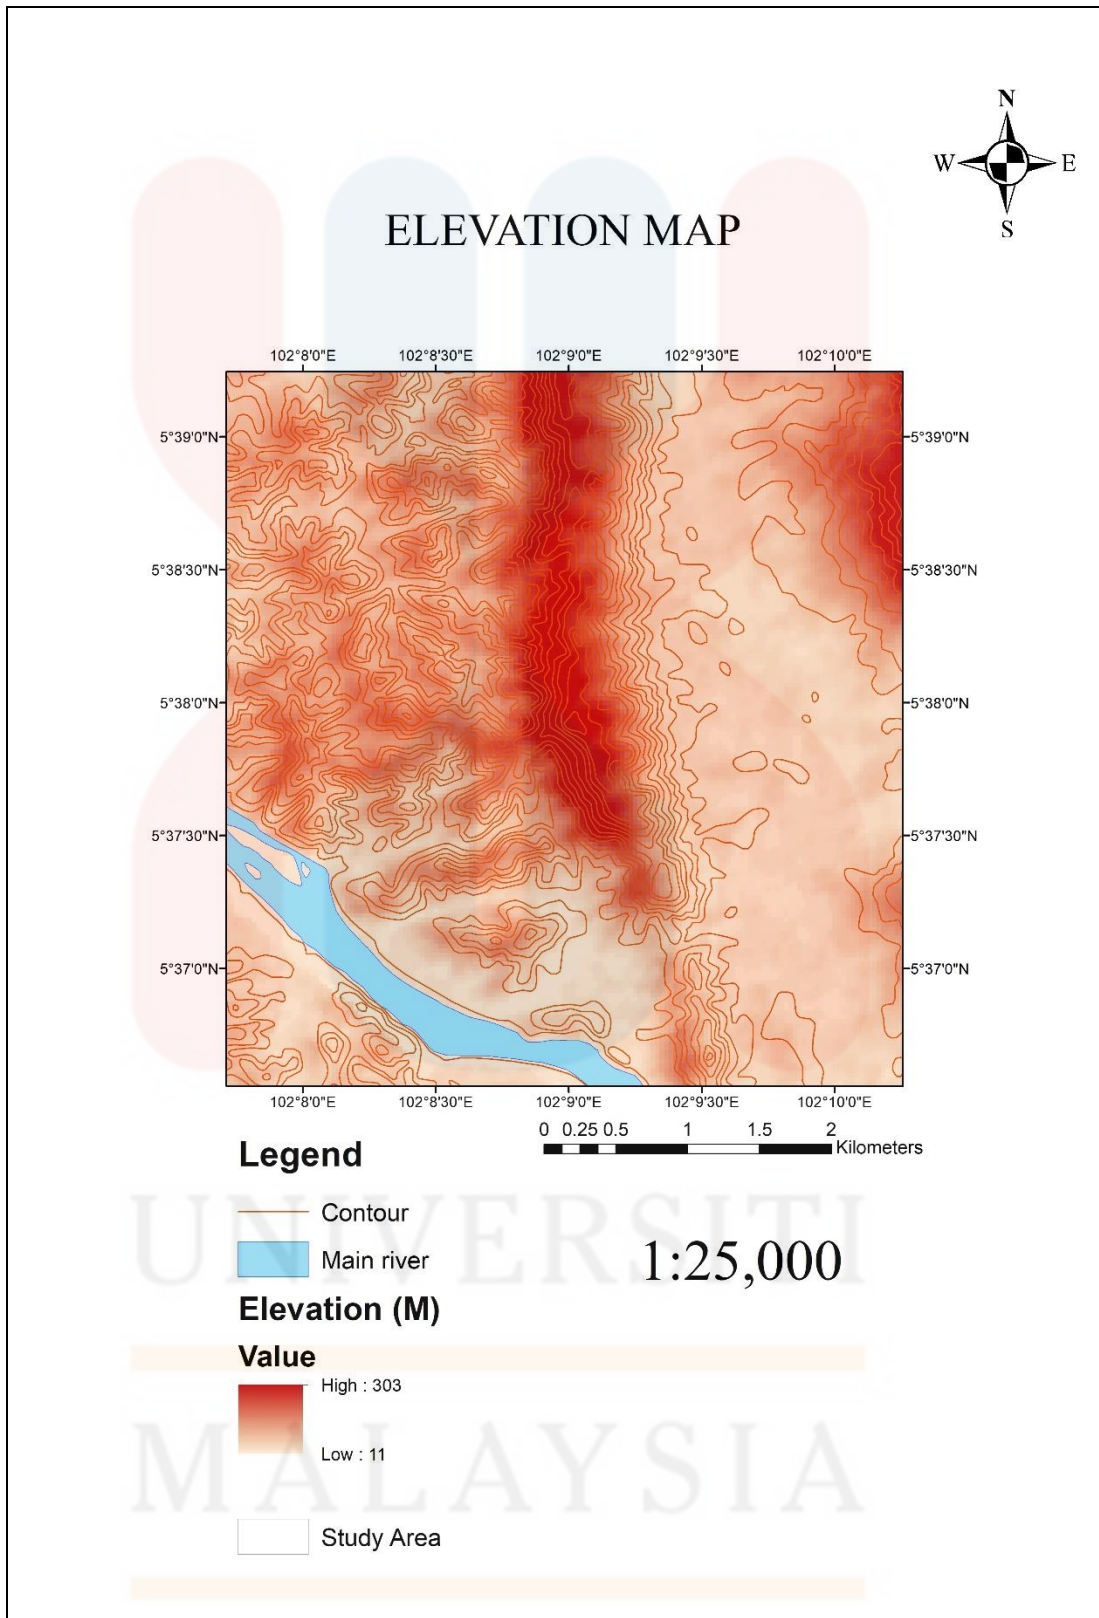 N
W E
S
ELEVATION MAP
102°8'0"E 102°8'30"E 102°9'0"E 102°9'30"E 102°10'0"E
5°39'0"N 5°39'0"N
5°38'30"N 5°38'30"N
5°38'0"N 5°38'0"N
5°37'30"N 5°37'30"N
5°37'0"N 5°37'0"N
102°8'0"E 102°8'30"E 102°9'0"E 102°9'30"E 102°10'0"E
0 0.25 0.5 1 1.5 2
Kilometers
Legend
Contour
Main river
1:25,000
UNIVERSITI
Elevation (M)
Value
High : 303
Low : 11
MALAYSIA
Study Area